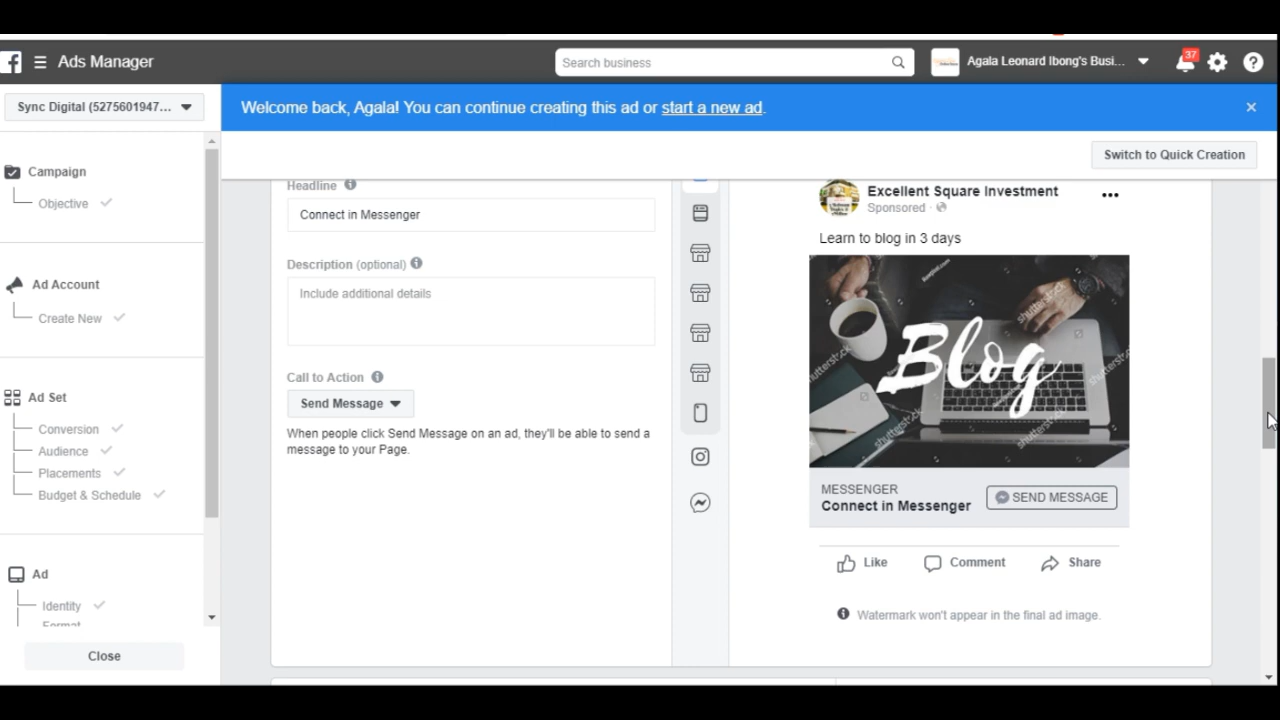 Ads Manager
Search business
Agala Leonard Ibong's Busi...
37
Sync Digital (5275601947...
Welcome back, Agala! You can continue creating this ad or start a new ad.
Switch to Quick Creation
Campaign
Objective
Ad Account
Create New
Ad Set
Conversion
Audience
Placements
Budget & Schedule
Ad
Identity
Format
Close
Headline
Connect in Messenger
Description (optional)
Include additional details
Call to Action
Send Message
When people click Send Message on an ad, they'll be able to send a
message to your Page.
Excellent Square Investment
Sponsored ·
Learn to blog in 3 days
Blog
shutterstock
shutterstock
shutterstock
MESSENGER
Connect in Messenger
SEND MESSAGE
Like
Comment
Share
Watermark won't appear in the final ad image.